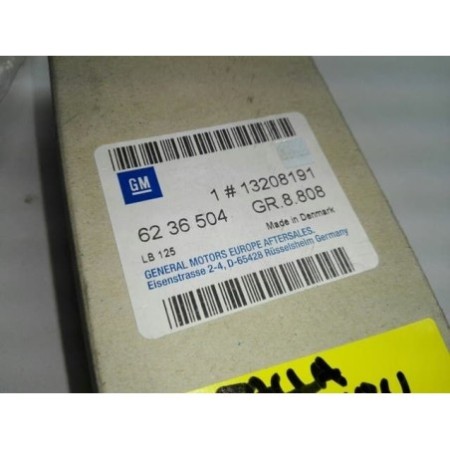 GM
1 # 13208191
62 36 504 GR.8.808
LB 125 Made in Denmark
GENERAL MOTORS EUROPE AFTERSALES,
Eisenstrasse 2-4, D-65428 Rüsselsheim Germany